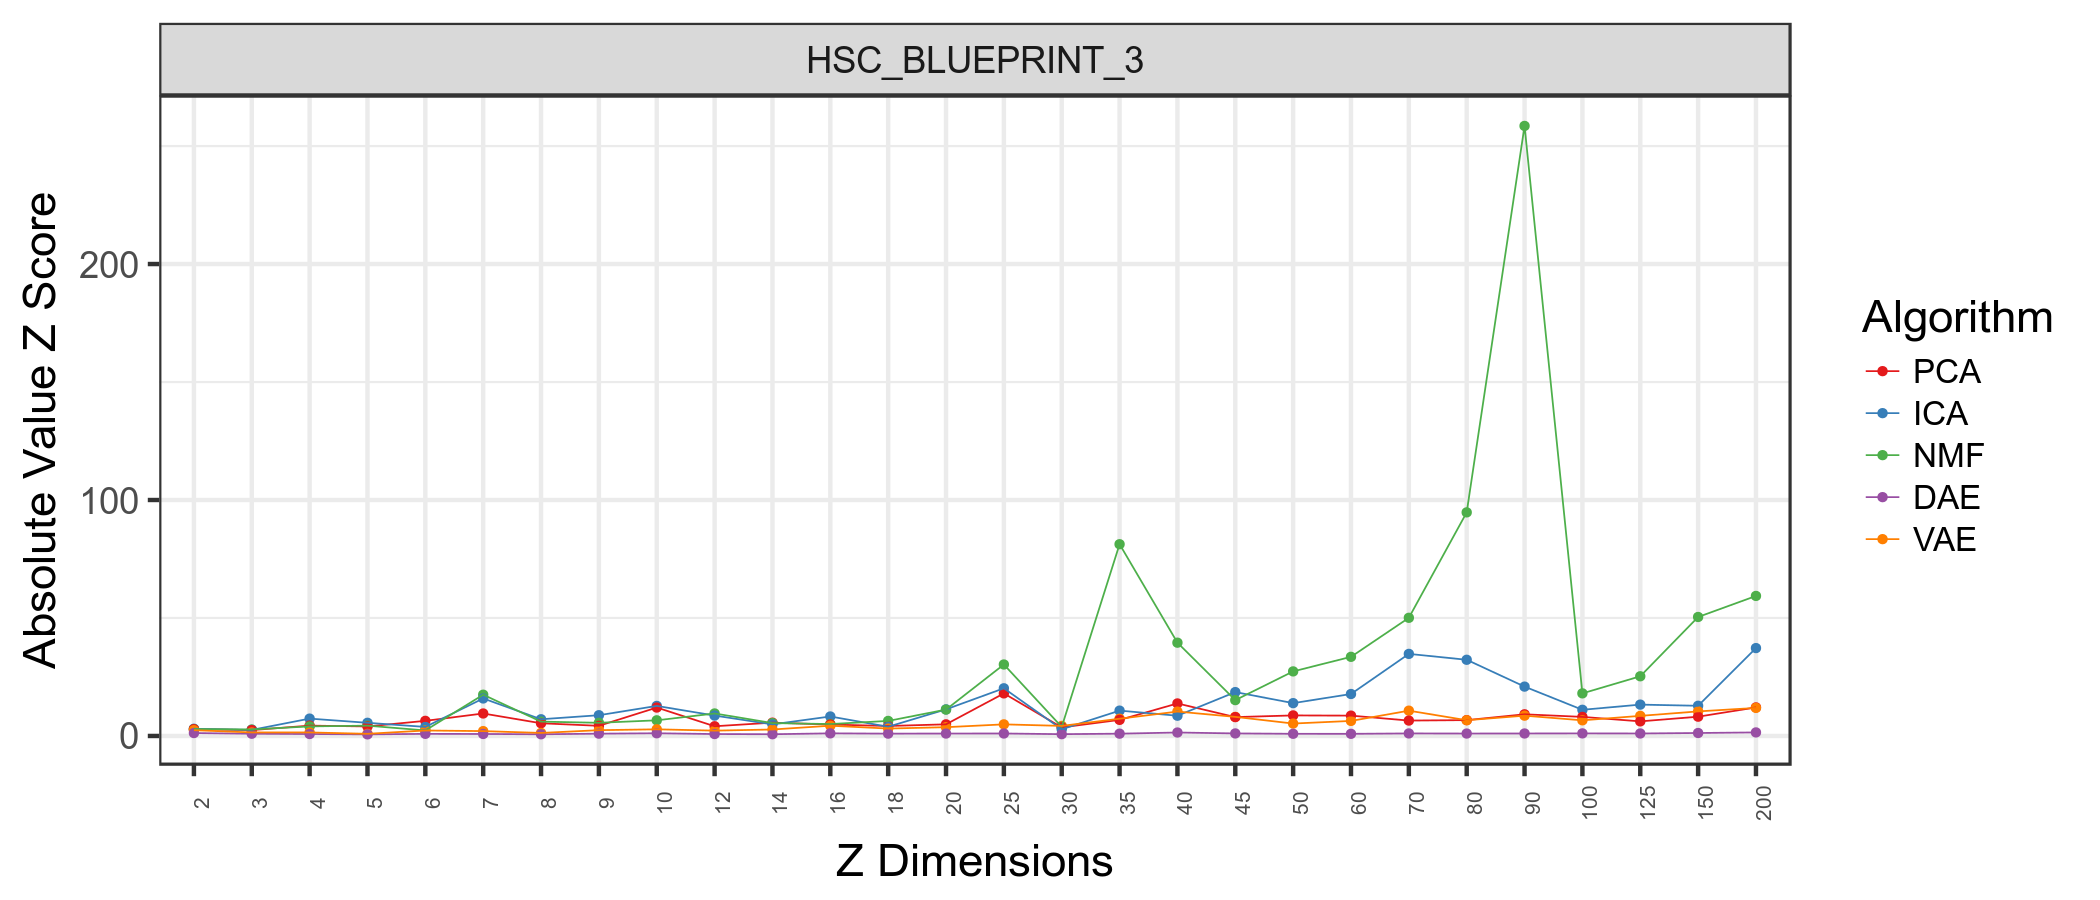 HSC_BLUEPRINT_3
Absolute Value Z Score
200
100
0
2 3 4 5 6 7 8 9 10 12 14 16 18 20 25 30 35 40 45 50 60 70 80 90 100 125 150 200
Z Dimensions
Algorithm
PCA
ICA
NMF
DAE
VAE